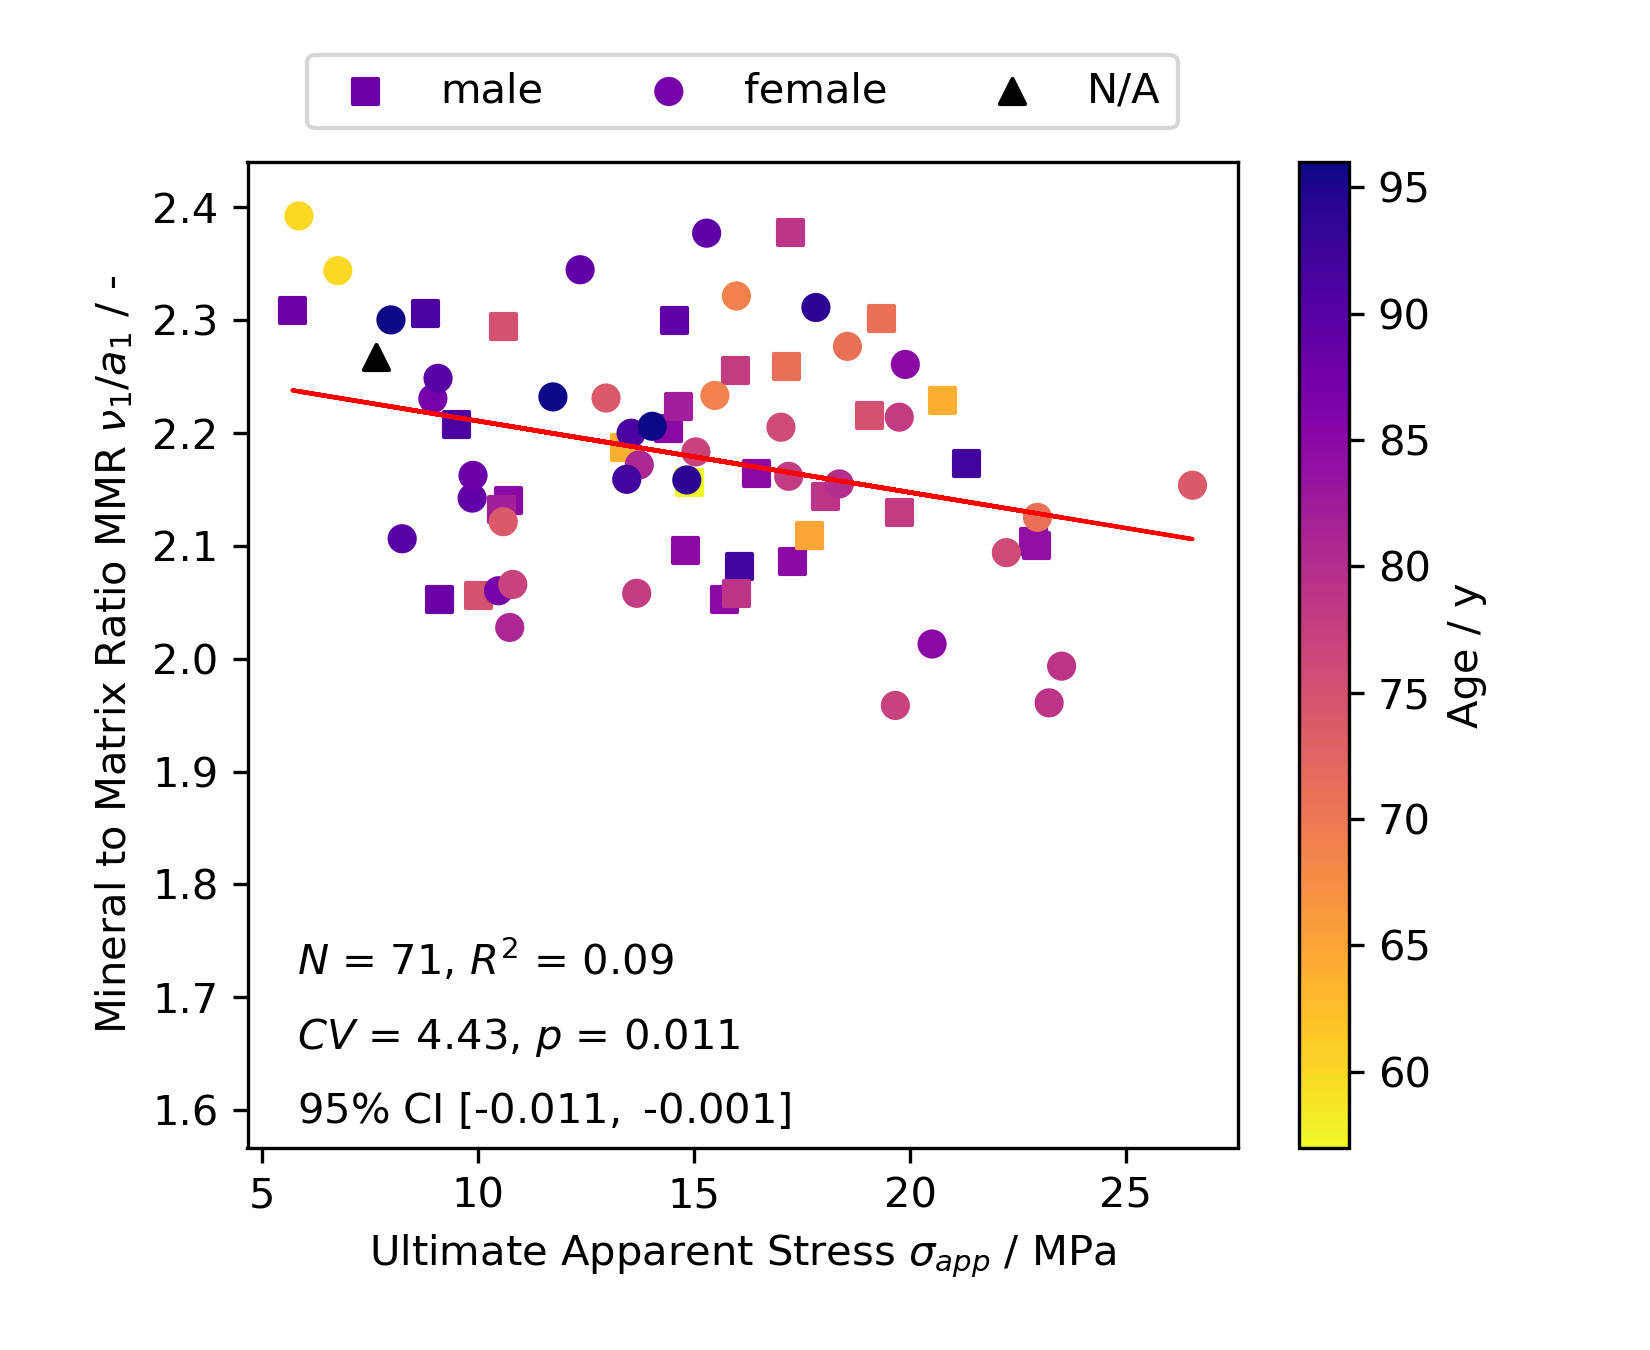 male female N/A
Mineral to Matrix Ratio MMR ν₁/a₁ / -
2.4
2.3
2.2
2.1
2.0
1.9
1.8
1.7
1.6
N = 71, R² = 0.09
CV = 4.43, p = 0.011
95% CI [-0.011, -0.001]
5 10 15 20 25
Ultimate Apparent Stress σ_app / MPa
95
90
85
80
75
70
65
60
Age / y